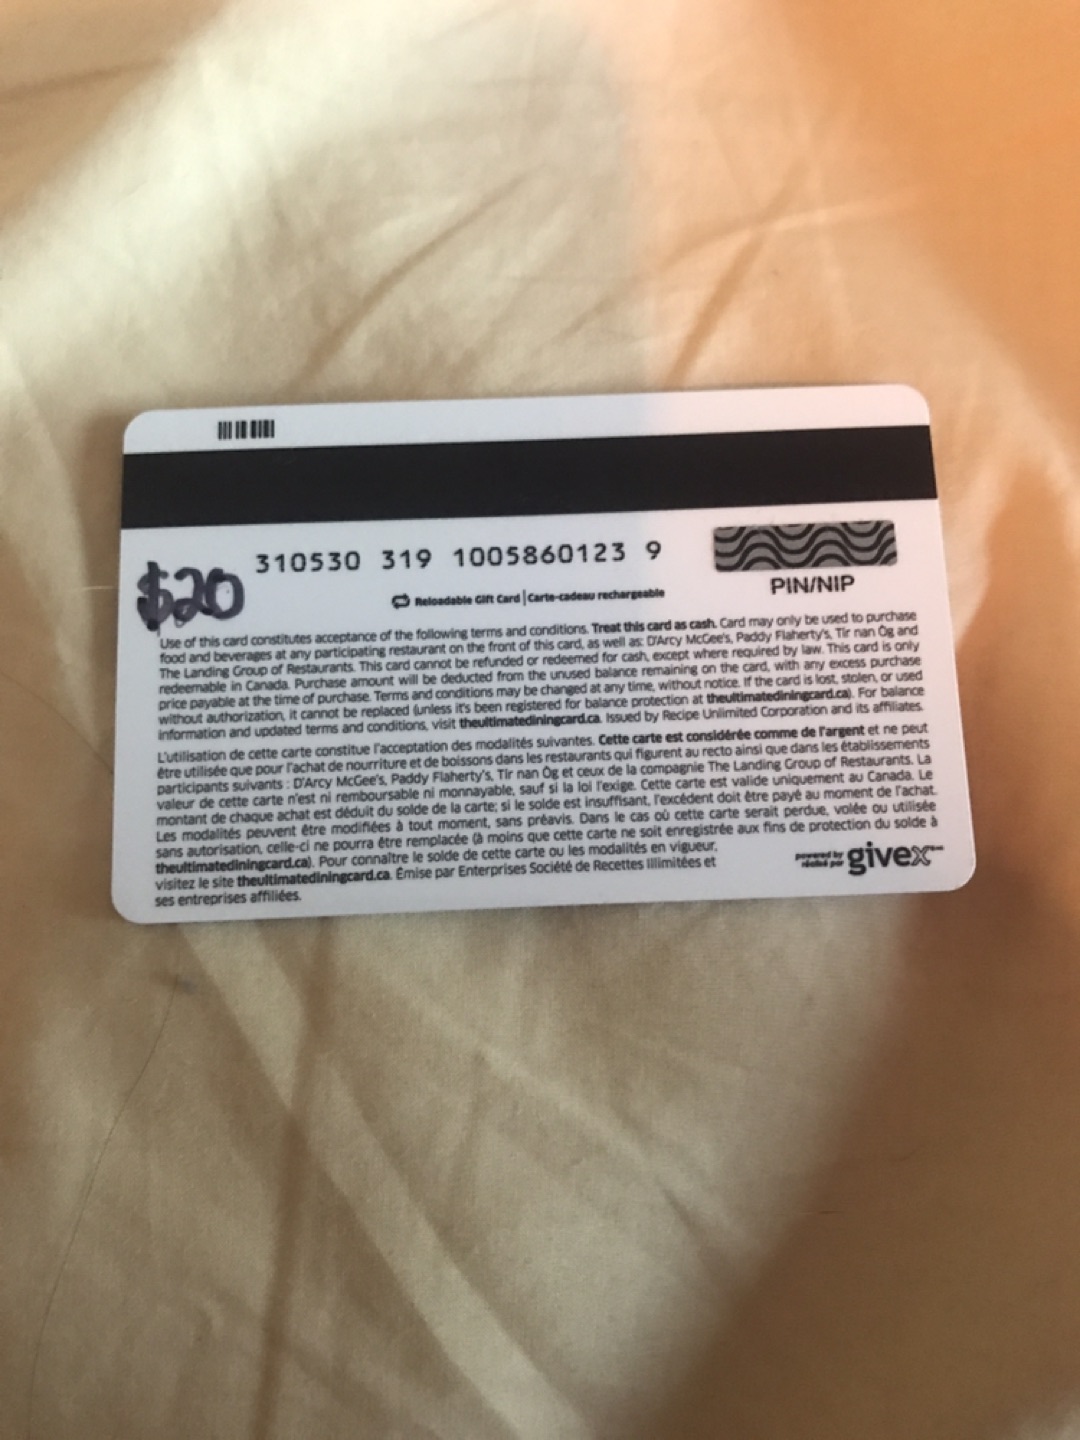 $20
310530 319 1005860123 9
PIN/NIP
Reloadable Gift Card | Carte-cadeau rechargeable
Use of this card constitutes acceptance of the following terms and conditions. Treat this card as cash. Card may only be used to purchase
food and beverages at any participating restaurant on the front of this card, as well as: D'Arcy McGee's, Paddy Flaherty's, Tir nan Óg and
The Landing Group of Restaurants. This card cannot be refunded or redeemed for cash, except where required by law. This card is only
redeemable in Canada. Purchase amount will be deducted from the unused balance remaining on the card, with any excess purchase
price payable at the time of purchase. Terms and conditions may be changed at any time, without notice. If the card is lost, stolen, or used
without authorization, it cannot be replaced (unless it's been registered for balance protection at theultimatediningcard.ca). For balance
information and updated terms and conditions, visit theultimatediningcard.ca. Issued by Recipe Unlimited Corporation and its affiliates.
L'utilisation de cette carte constitue l'acceptation des modalités suivantes. Cette carte est considérée comme de l'argent et ne peut
être utilisée que pour l'achat de nourriture et de boissons dans les restaurants qui figurent au recto ainsi que dans les établissements
participants suivants : D'Arcy McGee's, Paddy Flaherty's, Tir nan Óg et ceux de la compagnie The Landing Group of Restaurants. La
valeur de cette carte n'est ni remboursable ni monnayable, sauf si la loi l'exige. Cette carte est valide uniquement au Canada. Le
montant de chaque achat est déduit du solde de la carte; si le solde est insuffisant, l'excédent doit être payé au moment de l'achat.
Les modalités peuvent être modifiées à tout moment, sans préavis. Dans le cas où cette carte serait perdue, volée ou utilisée
sans autorisation, celle-ci ne pourra être remplacée (à moins que cette carte ne soit enregistrée aux fins de protection du solde à
theultimatediningcard.ca). Pour connaître le solde de cette carte ou les modalités en vigueur,
visitez le site theultimatediningcard.ca. Émise par Entreprises Société de Recettes Illimitées et
ses entreprises affiliées.
powered by
réalisé par
givex